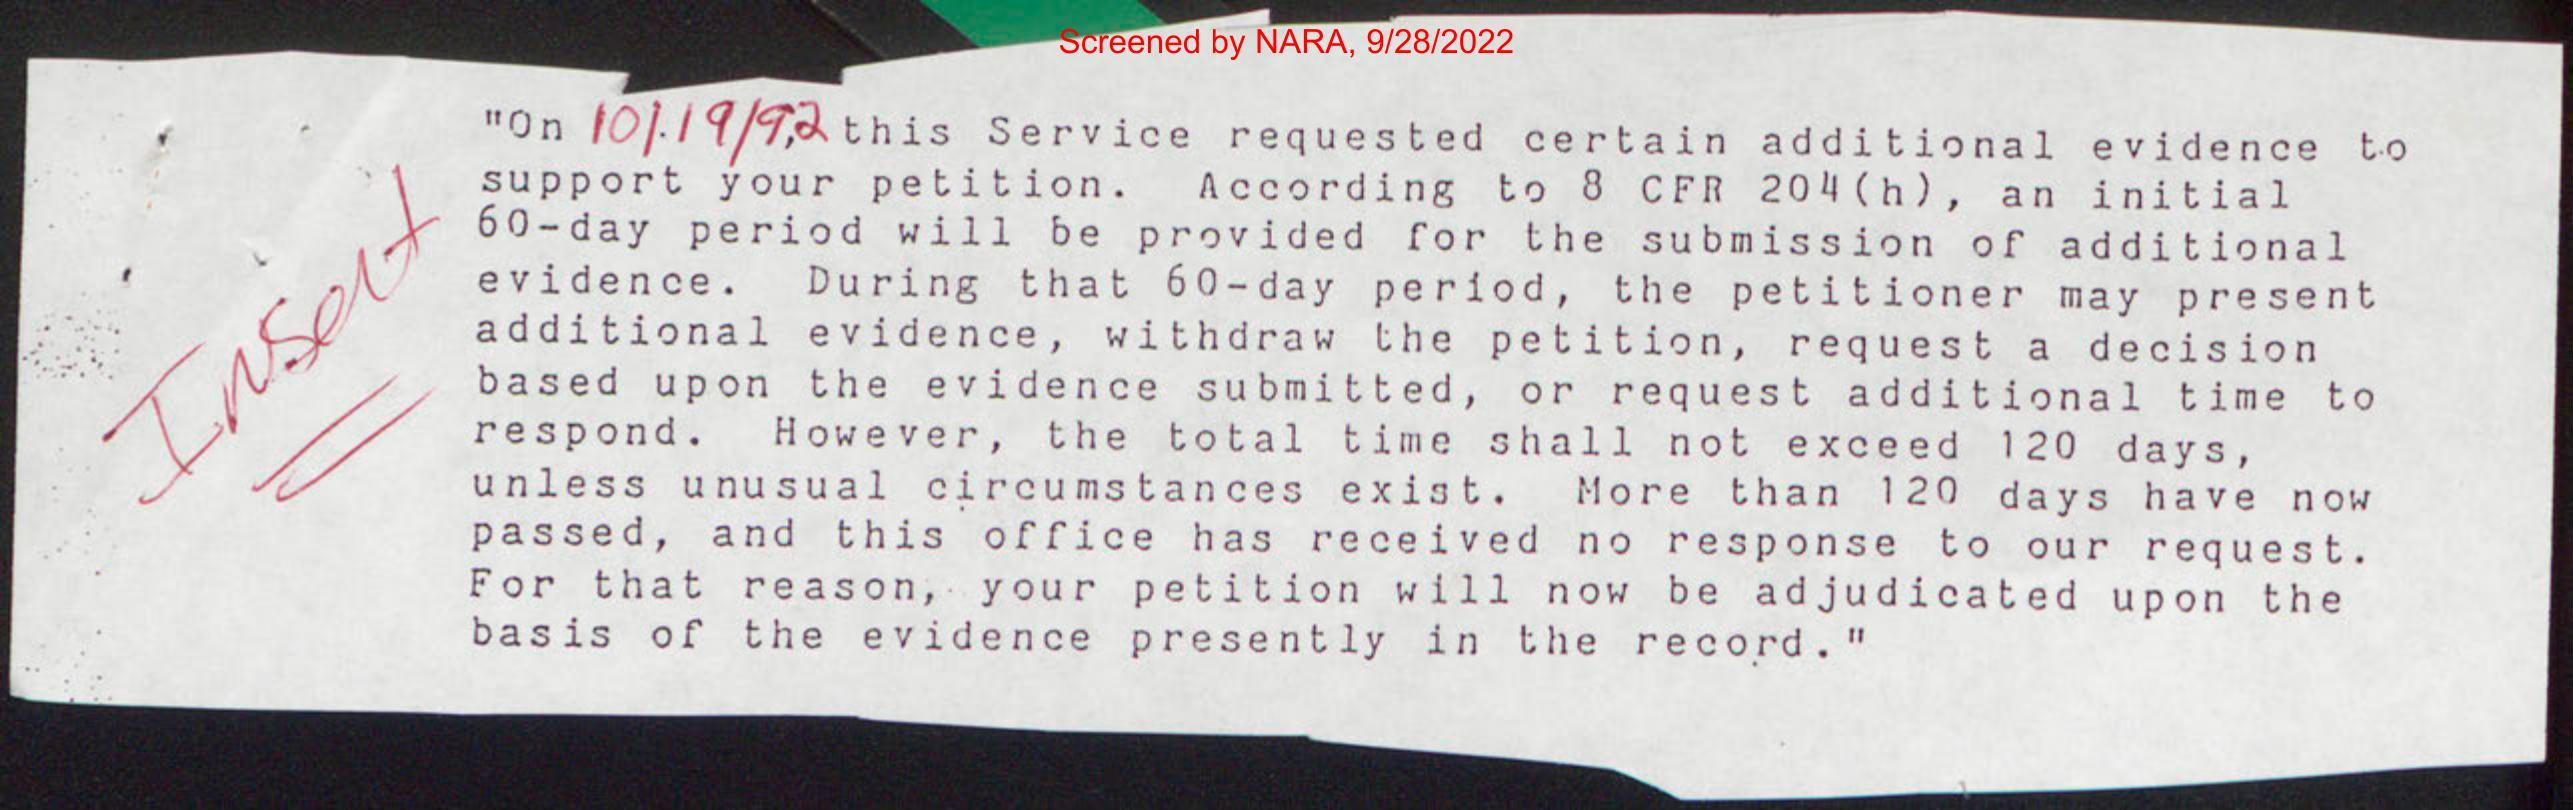 Screened by NARA, 9/28/2022
"On 10/19/92 this Service requested certain additional evidence to
support your petition. According to 8 CFR 204(h), an initial
60-day period will be provided for the submission of additional
evidence. During that 60-day period, the petitioner may present
additional evidence, withdraw the petition, request a decision
based upon the evidence submitted, or request additional time to
respond. However, the total time shall not exceed 120 days,
unless unusual circumstances exist. More than 120 days have now
passed, and this office has received no response to our request.
For that reason, your petition will now be adjudicated upon the
basis of the evidence presently in the record."
Insert